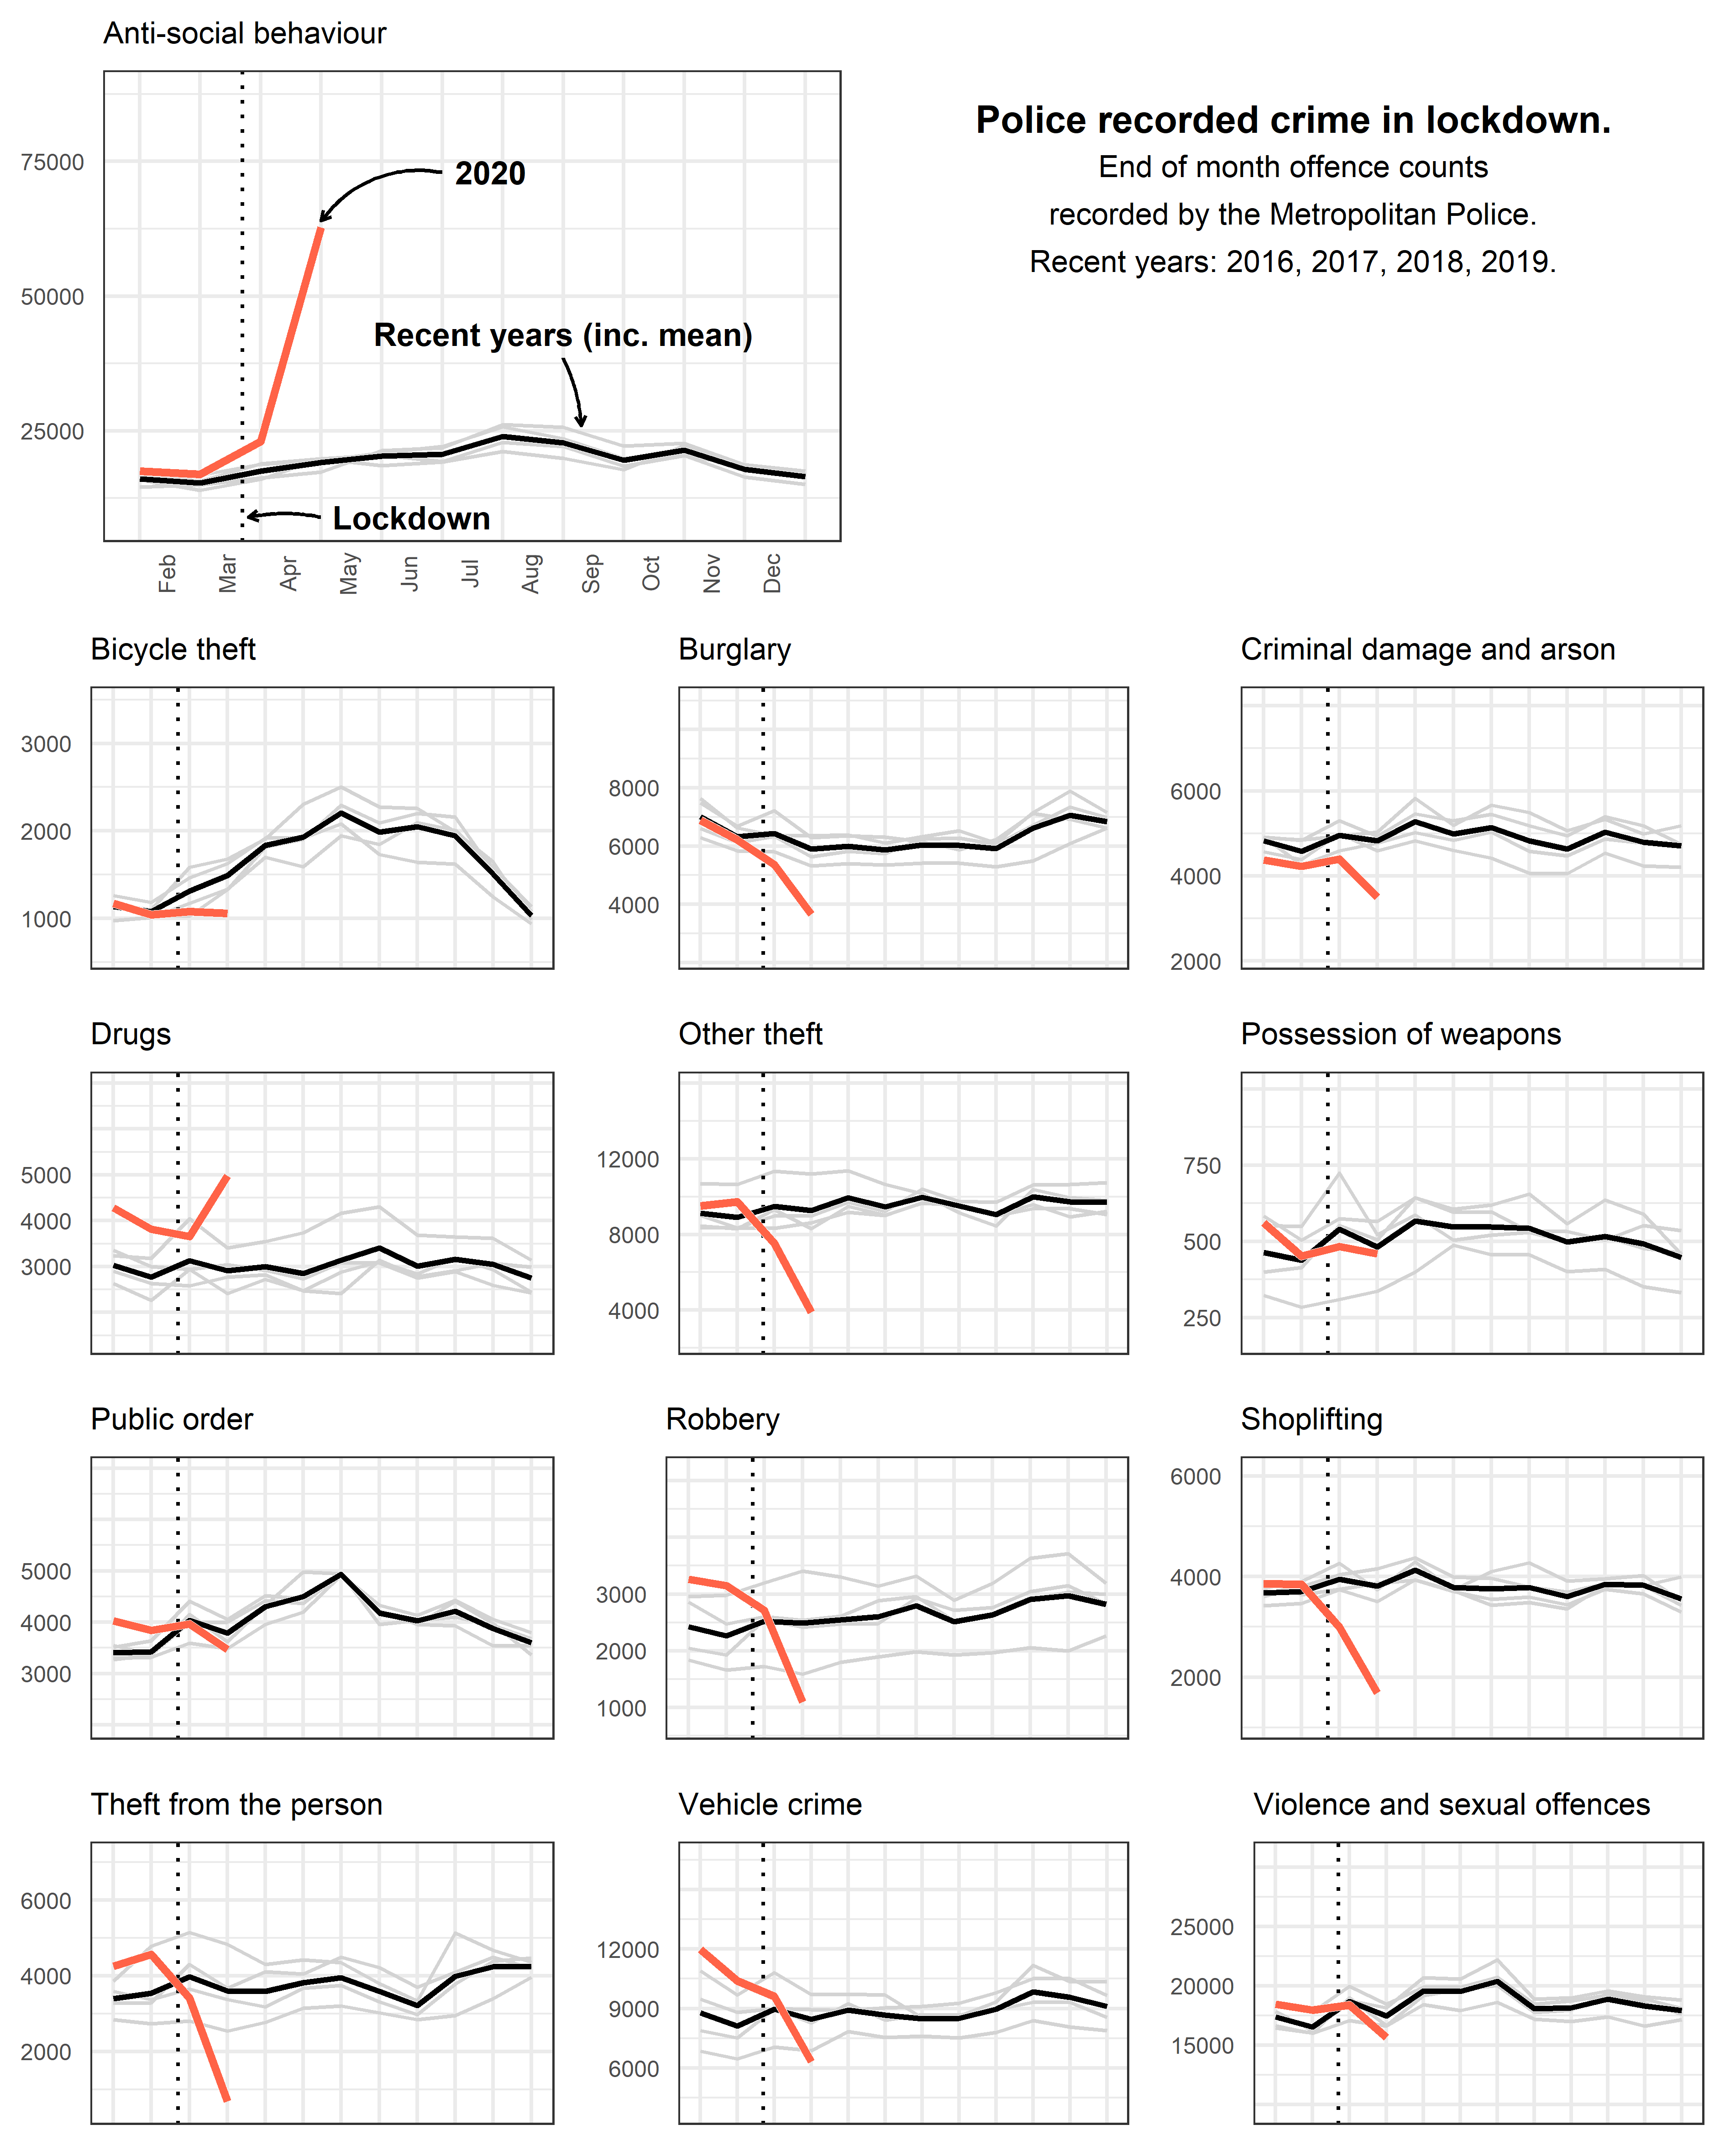 Anti-social behaviour
75000
50000
25000
2020
Recent years (inc. mean)
Lockdown
Feb
Mar
Apr
May
Jun
Jul
Aug
Sep
Oct
Nov
Dec
Police recorded crime in lockdown.
End of month offence counts
recorded by the Metropolitan Police.
Recent years: 2016, 2017, 2018, 2019.
Bicycle theft
3000
2000
1000
Burglary
8000
6000
4000
Criminal damage and arson
6000
4000
2000
Drugs
5000
4000
3000
Other theft
12000
8000
4000
Possession of weapons
750
500
250
Public order
5000
4000
3000
Robbery
3000
2000
1000
Shoplifting
6000
4000
2000
Theft from the person
6000
4000
2000
Vehicle crime
12000
9000
6000
Violence and sexual offences
25000
20000
15000